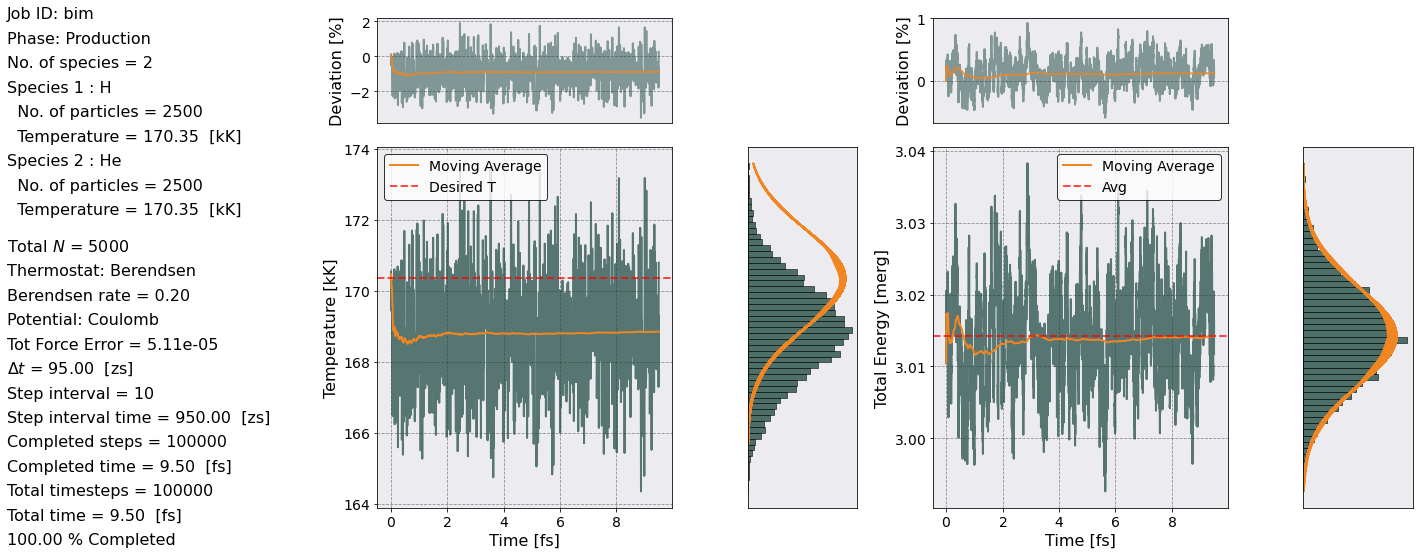 Job ID: bim
Phase: Production
No. of species = 2
Species 1 : H
No. of particles = 2500
Temperature = 170.35 [kK]
Species 2 : He
No. of particles = 2500
Temperature = 170.35 [kK]
Total N = 5000
Thermostat: Berendsen
Berendsen rate = 0.20
Potential: Coulomb
Tot Force Error = 5.11e-05
Δt = 95.00 [zs]
Step interval = 10
Step interval time = 950.00 [zs]
Completed steps = 100000
Completed time = 9.50 [fs]
Total timesteps = 100000
Total time = 9.50 [fs]
100.00 % Completed
Deviation [%]
2
0
−2
Temperature [kK]
174
172
170
168
166
164
Moving Average
Desired T
0 2 4 6 8
Time [fs]
Deviation [%]
1
0
Total Energy [merg]
3.04
3.03
3.02
3.01
3.00
Moving Average
Avg
0 2 4 6 8
Time [fs]